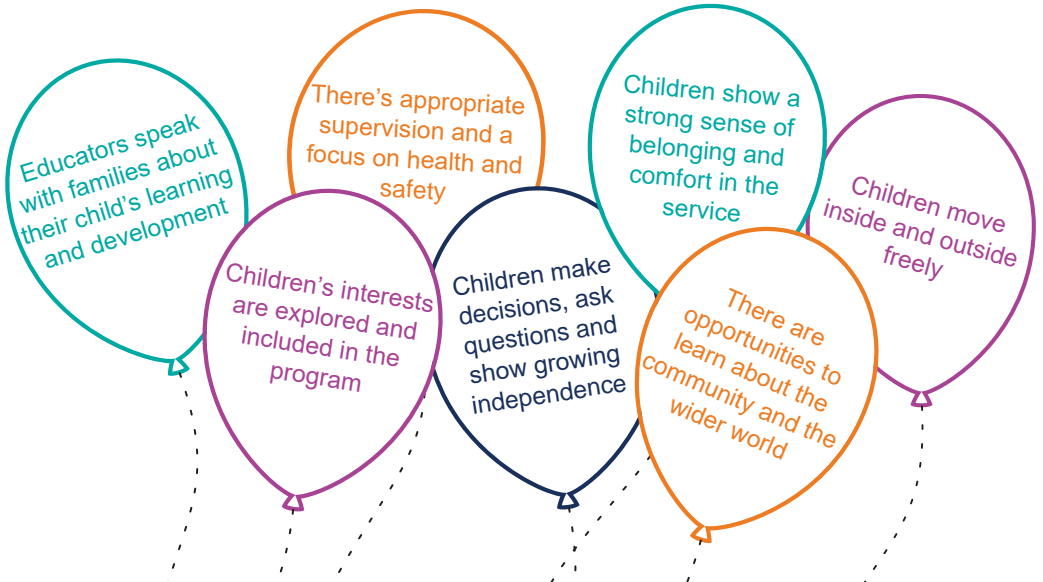 Educators speak
with families about
their child's learning
and development
There's appropriate
supervision and a
focus on health and
safety
Children show a
strong sense of
belonging and
comfort in the
service
Children move
inside and outside
freely
Children's interests
are explored and
included in the
program
Children make
decisions, ask
questions and
show growing
independence
There are
opportunities to
learn about the
community and the
wider world